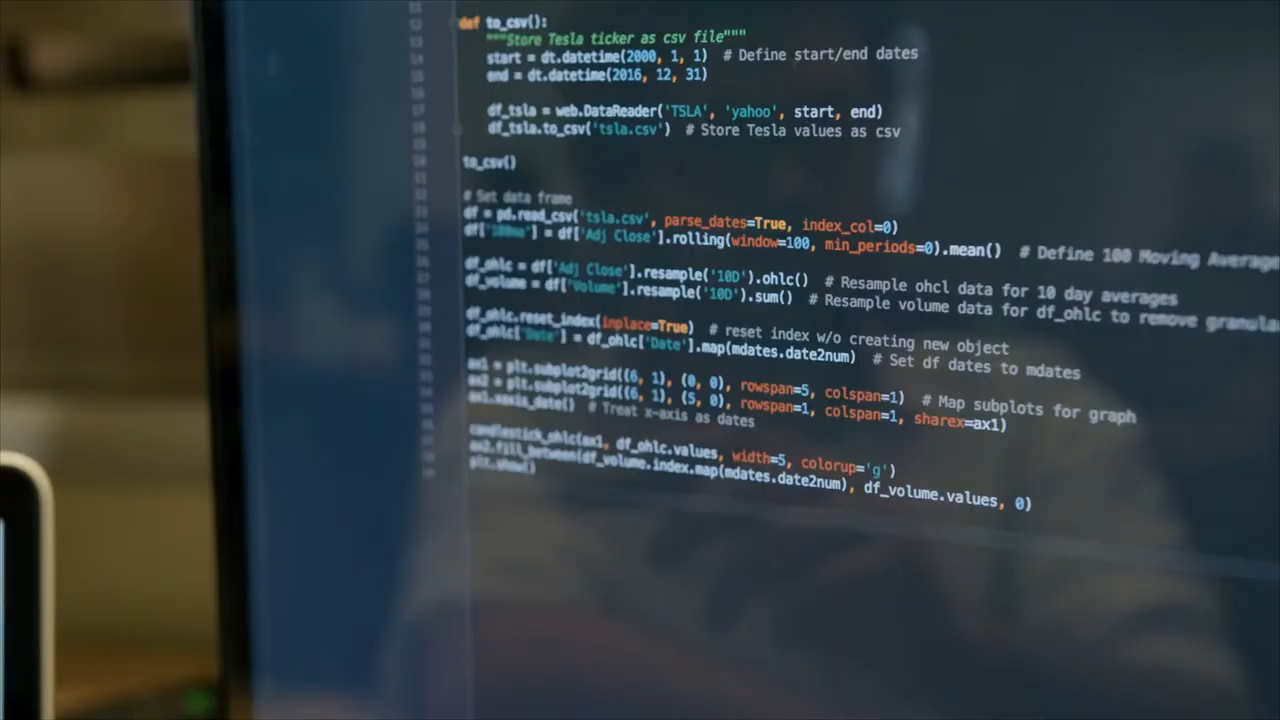 def to_csv():
"""Store Tesla ticker as csv file"""
start = dt.datetime(2000, 1, 1) # Define start/end dates
end = dt.datetime(2016, 12, 31)
df_tsla = web.DataReader('TSLA', 'yahoo', start, end)
df_tsla.to_csv('tsla.csv') # Store Tesla values as csv
to_csv()
# Set data frame
df = pd.read_csv('tsla.csv', parse_dates=True, index_col=0)
df['100ma'] = df['Adj Close'].rolling(window=100, min_periods=0).mean() # Define 100 Moving Average
df_ohlc = df['Adj Close'].resample('10D').ohlc() # Resample ohcl data for 10 day averages
df_volume = df['Volume'].resample('10D').sum() # Resample volume data for df_ohlc to remove granula
df_ohlc.reset_index(inplace=True) # reset index w/o creating new object
df_ohlc['Date'] = df_ohlc['Date'].map(mdates.date2num) # Set df dates to mdates
ax1 = plt.subplot2grid((6, 1), (0, 0), rowspan=5, colspan=1) # Map subplots for graph
ax2 = plt.subplot2grid((6, 1), (5, 0), rowspan=1, colspan=1, sharex=ax1)
ax1.xaxis_date() # Treat x-axis as dates
candlestick_ohlc(ax1, df_ohlc.values, width=5, colorup='g')
ax2.fill_between(df_volume.index.map(mdates.date2num), df_volume.values, 0)
plt.show()